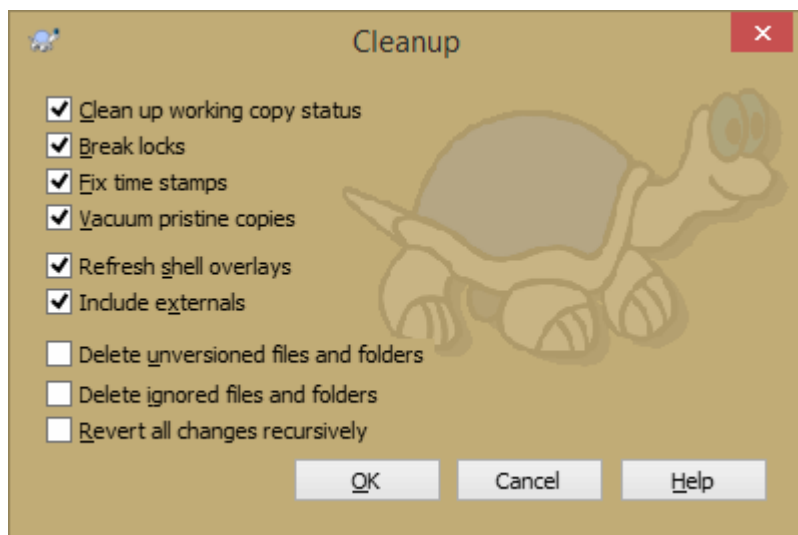 Cleanup
Clean up working copy status
Break locks
Fix time stamps
Vacuum pristine copies
Refresh shell overlays
Include externals
Delete unversioned files and folders
Delete ignored files and folders
Revert all changes recursively
OK Cancel Help